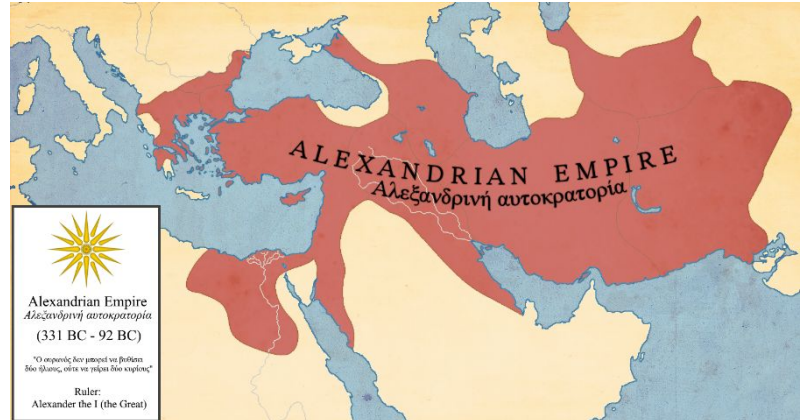 ALEXANDRIAN EMPIRE
Αλεξανδρινή αυτοκρατορία
Alexandrian Empire
Αλεξανδρινή αυτοκρατορία
(331 BC - 92 BC)
"Ο ουρανός δεν μπορεί να βυθίσει
δύο ήλιους, ούτε να γείρει δύο κυρίους"
Ruler:
Alexander the I (the Great)